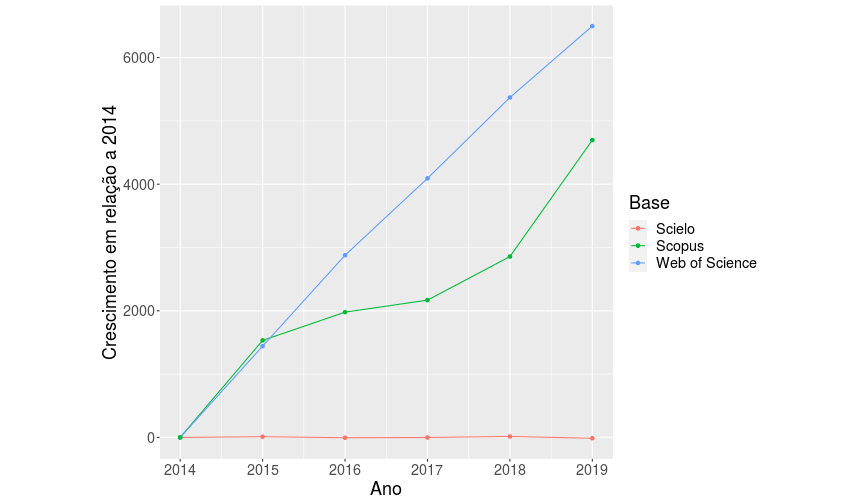 Crescimento em relação a 2014
6000
4000
2000
0
2014 2015 2016 2017 2018 2019
Ano
Base
Scielo
Scopus
Web of Science